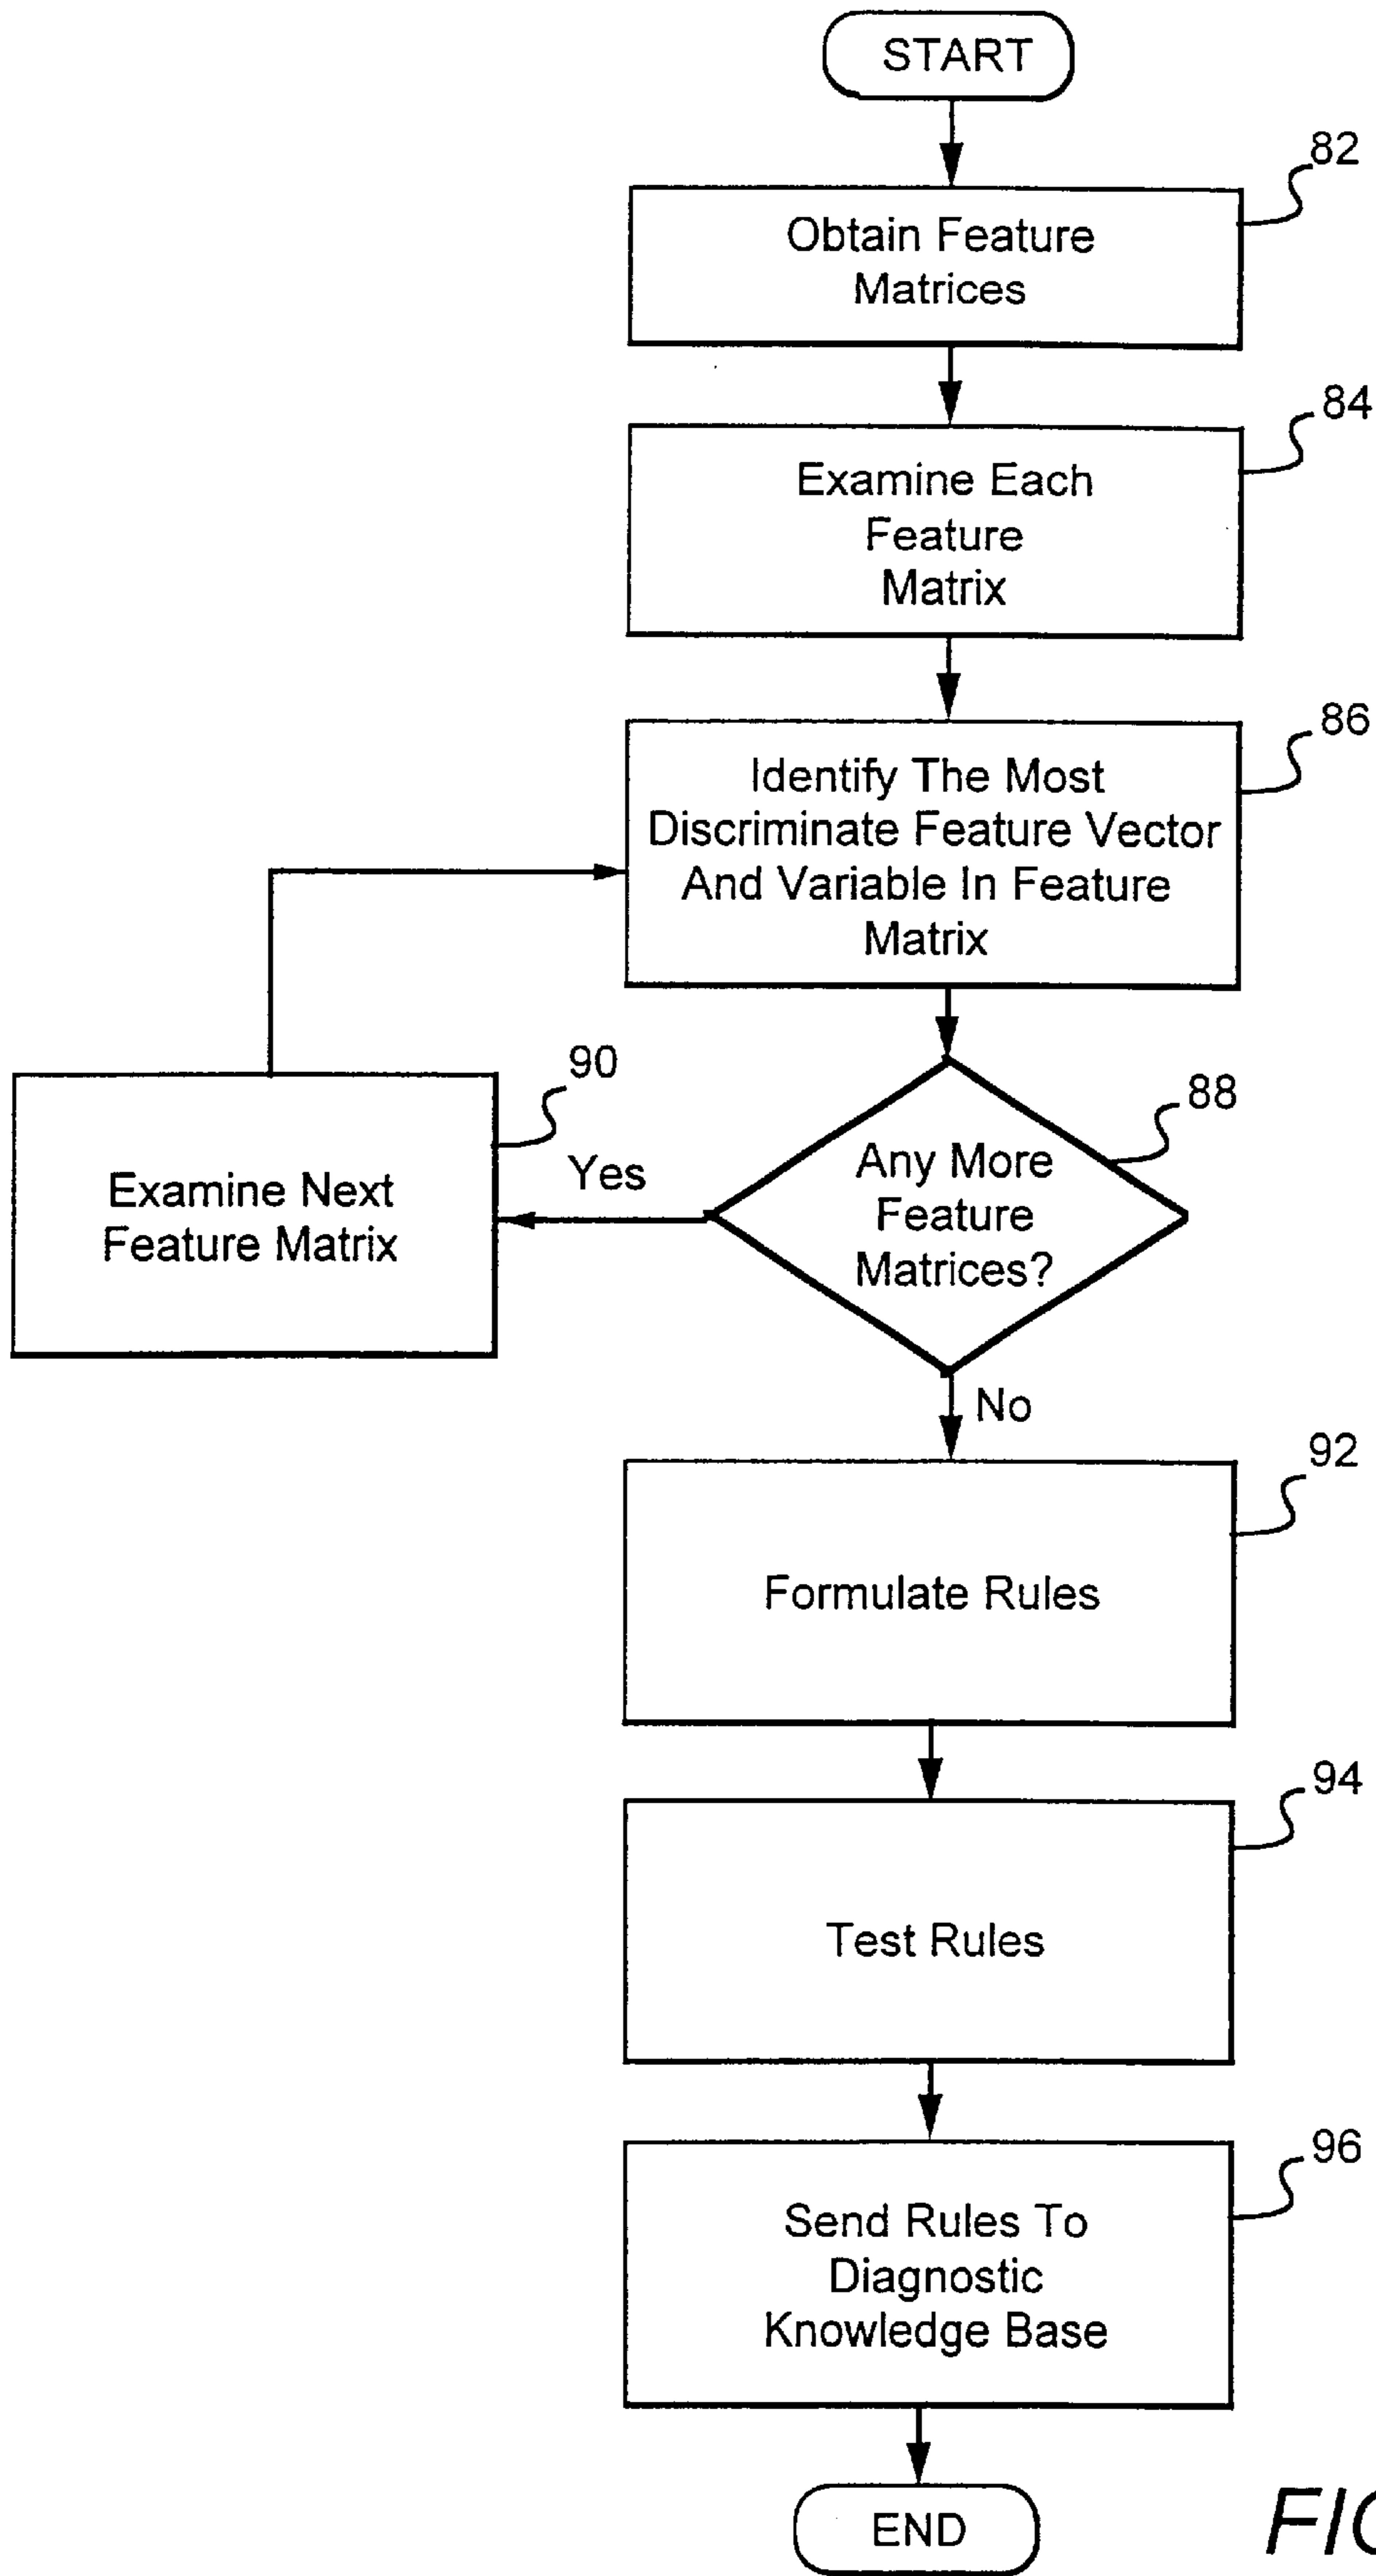 START
82
Obtain Feature
Matrices
84
Examine Each
Feature
Matrix
86
Identify The Most
Discriminate Feature Vector
And Variable In Feature
Matrix
90
Examine Next
Feature Matrix
Yes
88
Any More
Feature
Matrices?
No
92
Formulate Rules
94
Test Rules
96
Send Rules To
Diagnostic
Knowledge Base
END